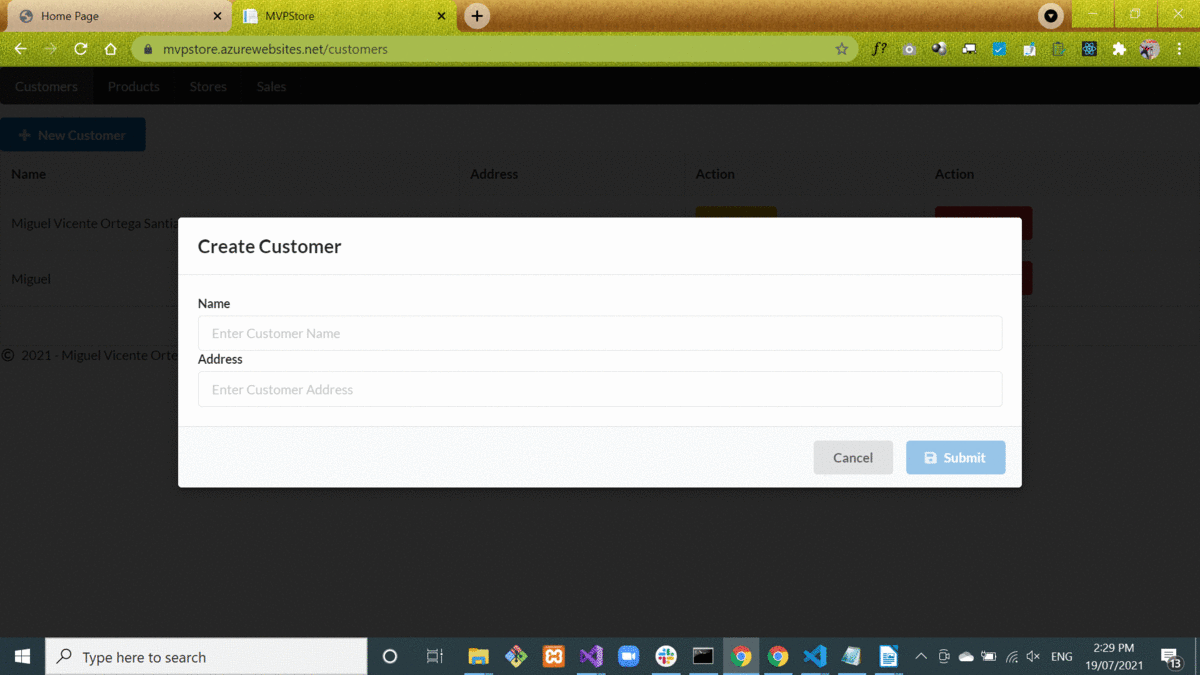 Home Page
MVPStore
mvpstore.azurewebsites.net/customers
f?
Customers Products Stores Sales
New Customer
Name Address Action Action
Miguel Vicente Ortega
Create Customer
Miguel
Name
Enter Customer Name
© 2021 - Miguel Vicente
Address
Enter Customer Address
Cancel Submit
Type here to search
ENG
2:29 PM
19/07/2021
13